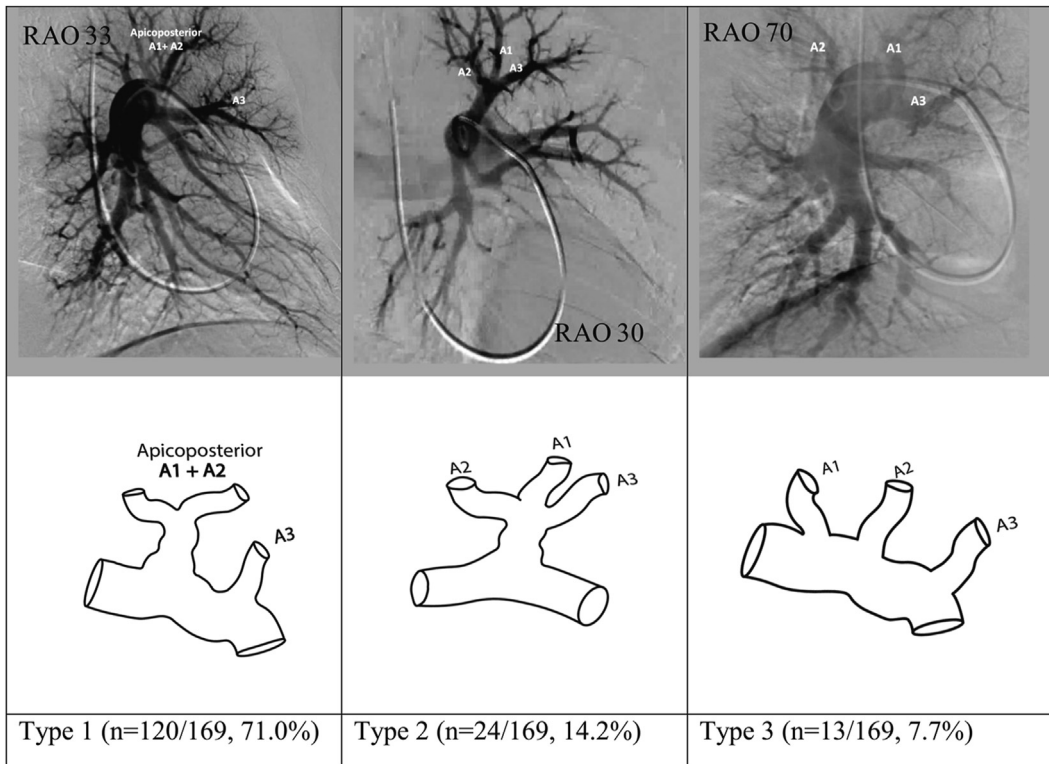 RAO 33
Apicoposterior
A1+ A2
A3
A1
A2
A3
RAO 30
RAO 70
A2
A1
A3
Apicoposterior
A1 + A2
A3
A1
A2
A3
A1
A2
A3
Type 1 (n=120/169, 71.0%)
Type 2 (n=24/169, 14.2%)
Type 3 (n=13/169, 7.7%)